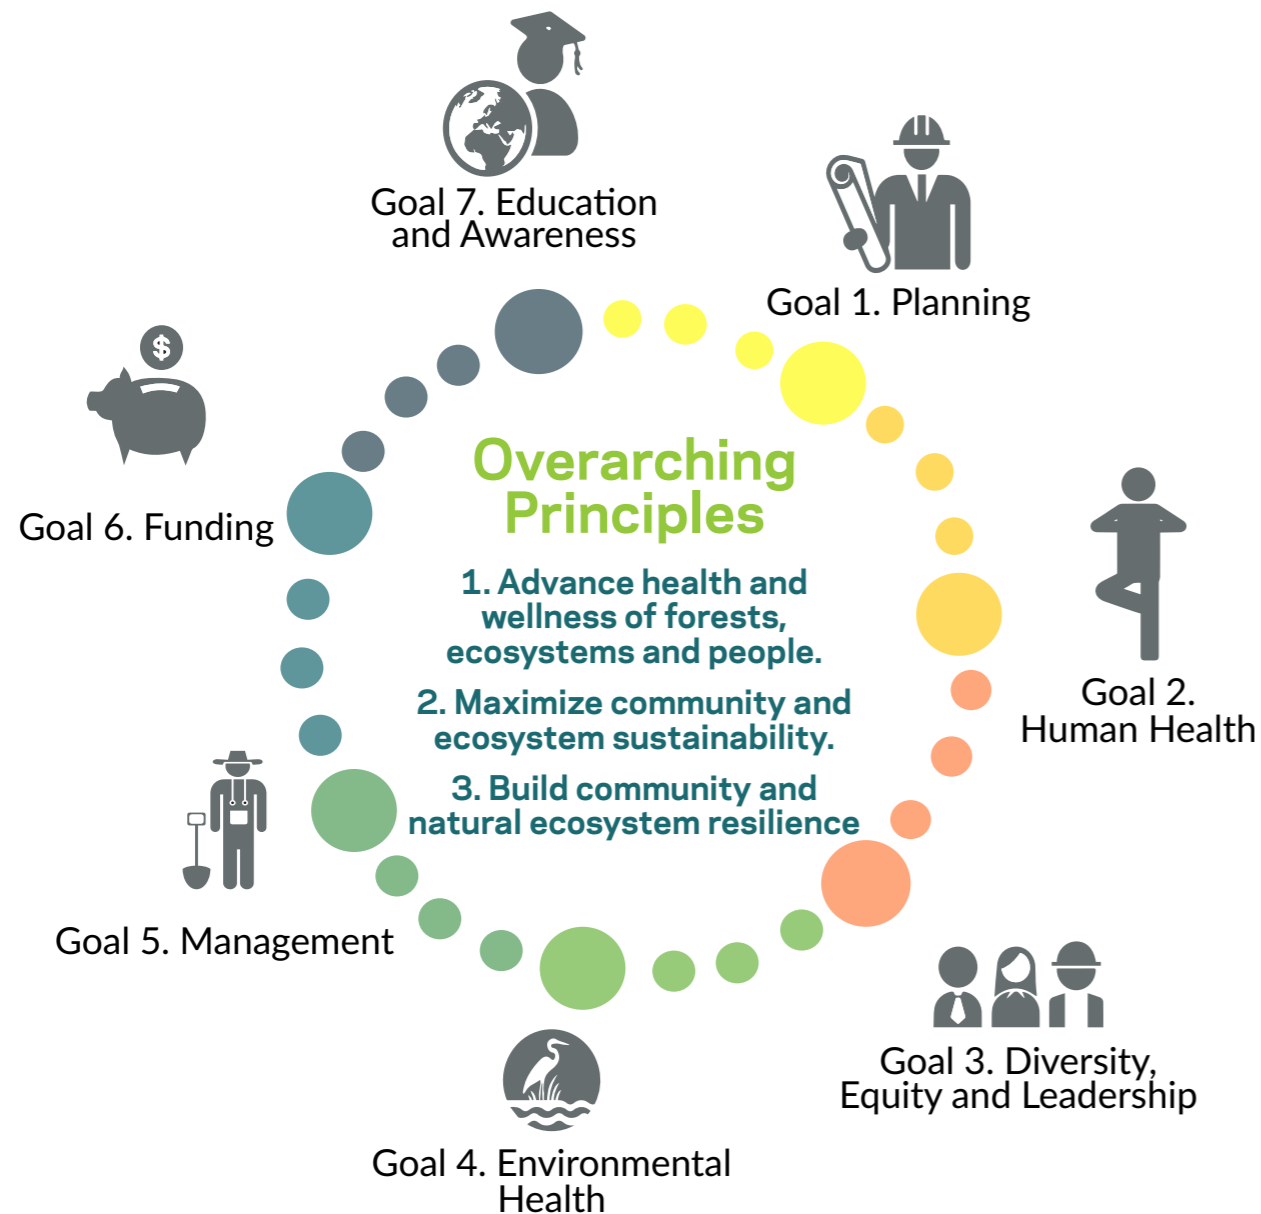 Goal 7. Education
and Awareness
Goal 1. Planning
$
Goal 6. Funding
Overarching
Principles
1. Advance health and
wellness of forests,
ecosystems and people.
2. Maximize community and
ecosystem sustainability.
3. Build community and
natural ecosystem resilience
Goal 2.
Human Health
Goal 5. Management
Goal 3. Diversity,
Equity and Leadership
Goal 4. Environmental
Health